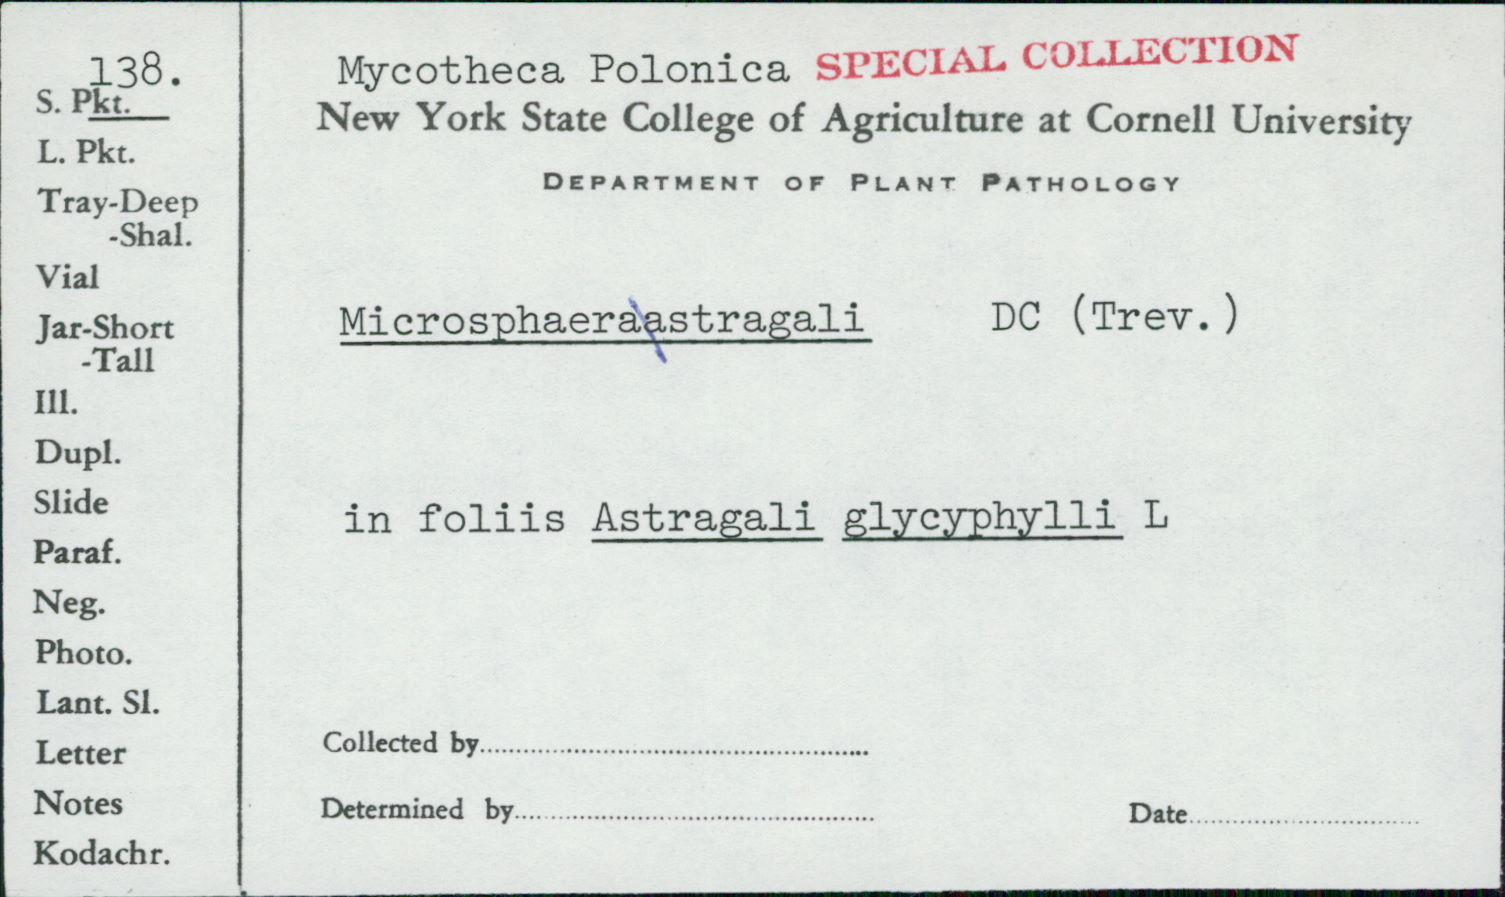 138.
S. Pkt.
L. Pkt.
Tray-Deep
-Shal.
Vial
Jar-Short
-Tall
Ill.
Dupl.
Slide
Paraf.
Neg.
Photo.
Lant. Sl.
Letter
Notes
Kodachr.
Mycotheca Polonica SPECIAL COLLECTION
New York State College of Agriculture at Cornell University
DEPARTMENT OF PLANT PATHOLOGY
Microsphaeraastragali DC (Trev.)
in foliis Astragali glycyphylli L
Collected by
Determined by Date